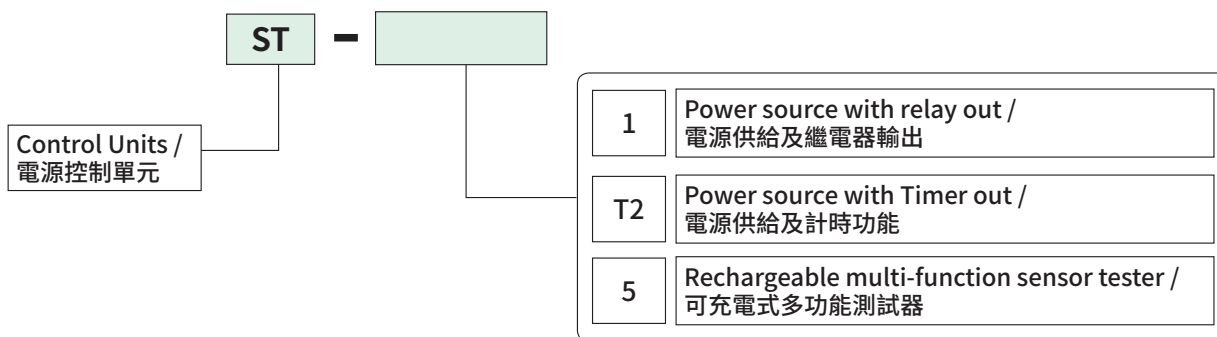 ST -
Control Units /
電源控制單元
1
Power source with relay out /
電源供給及繼電器輸出
T2
Power source with Timer out /
電源供給及計時功能
5
Rechargeable multi-function sensor tester /
可充電式多功能測試器